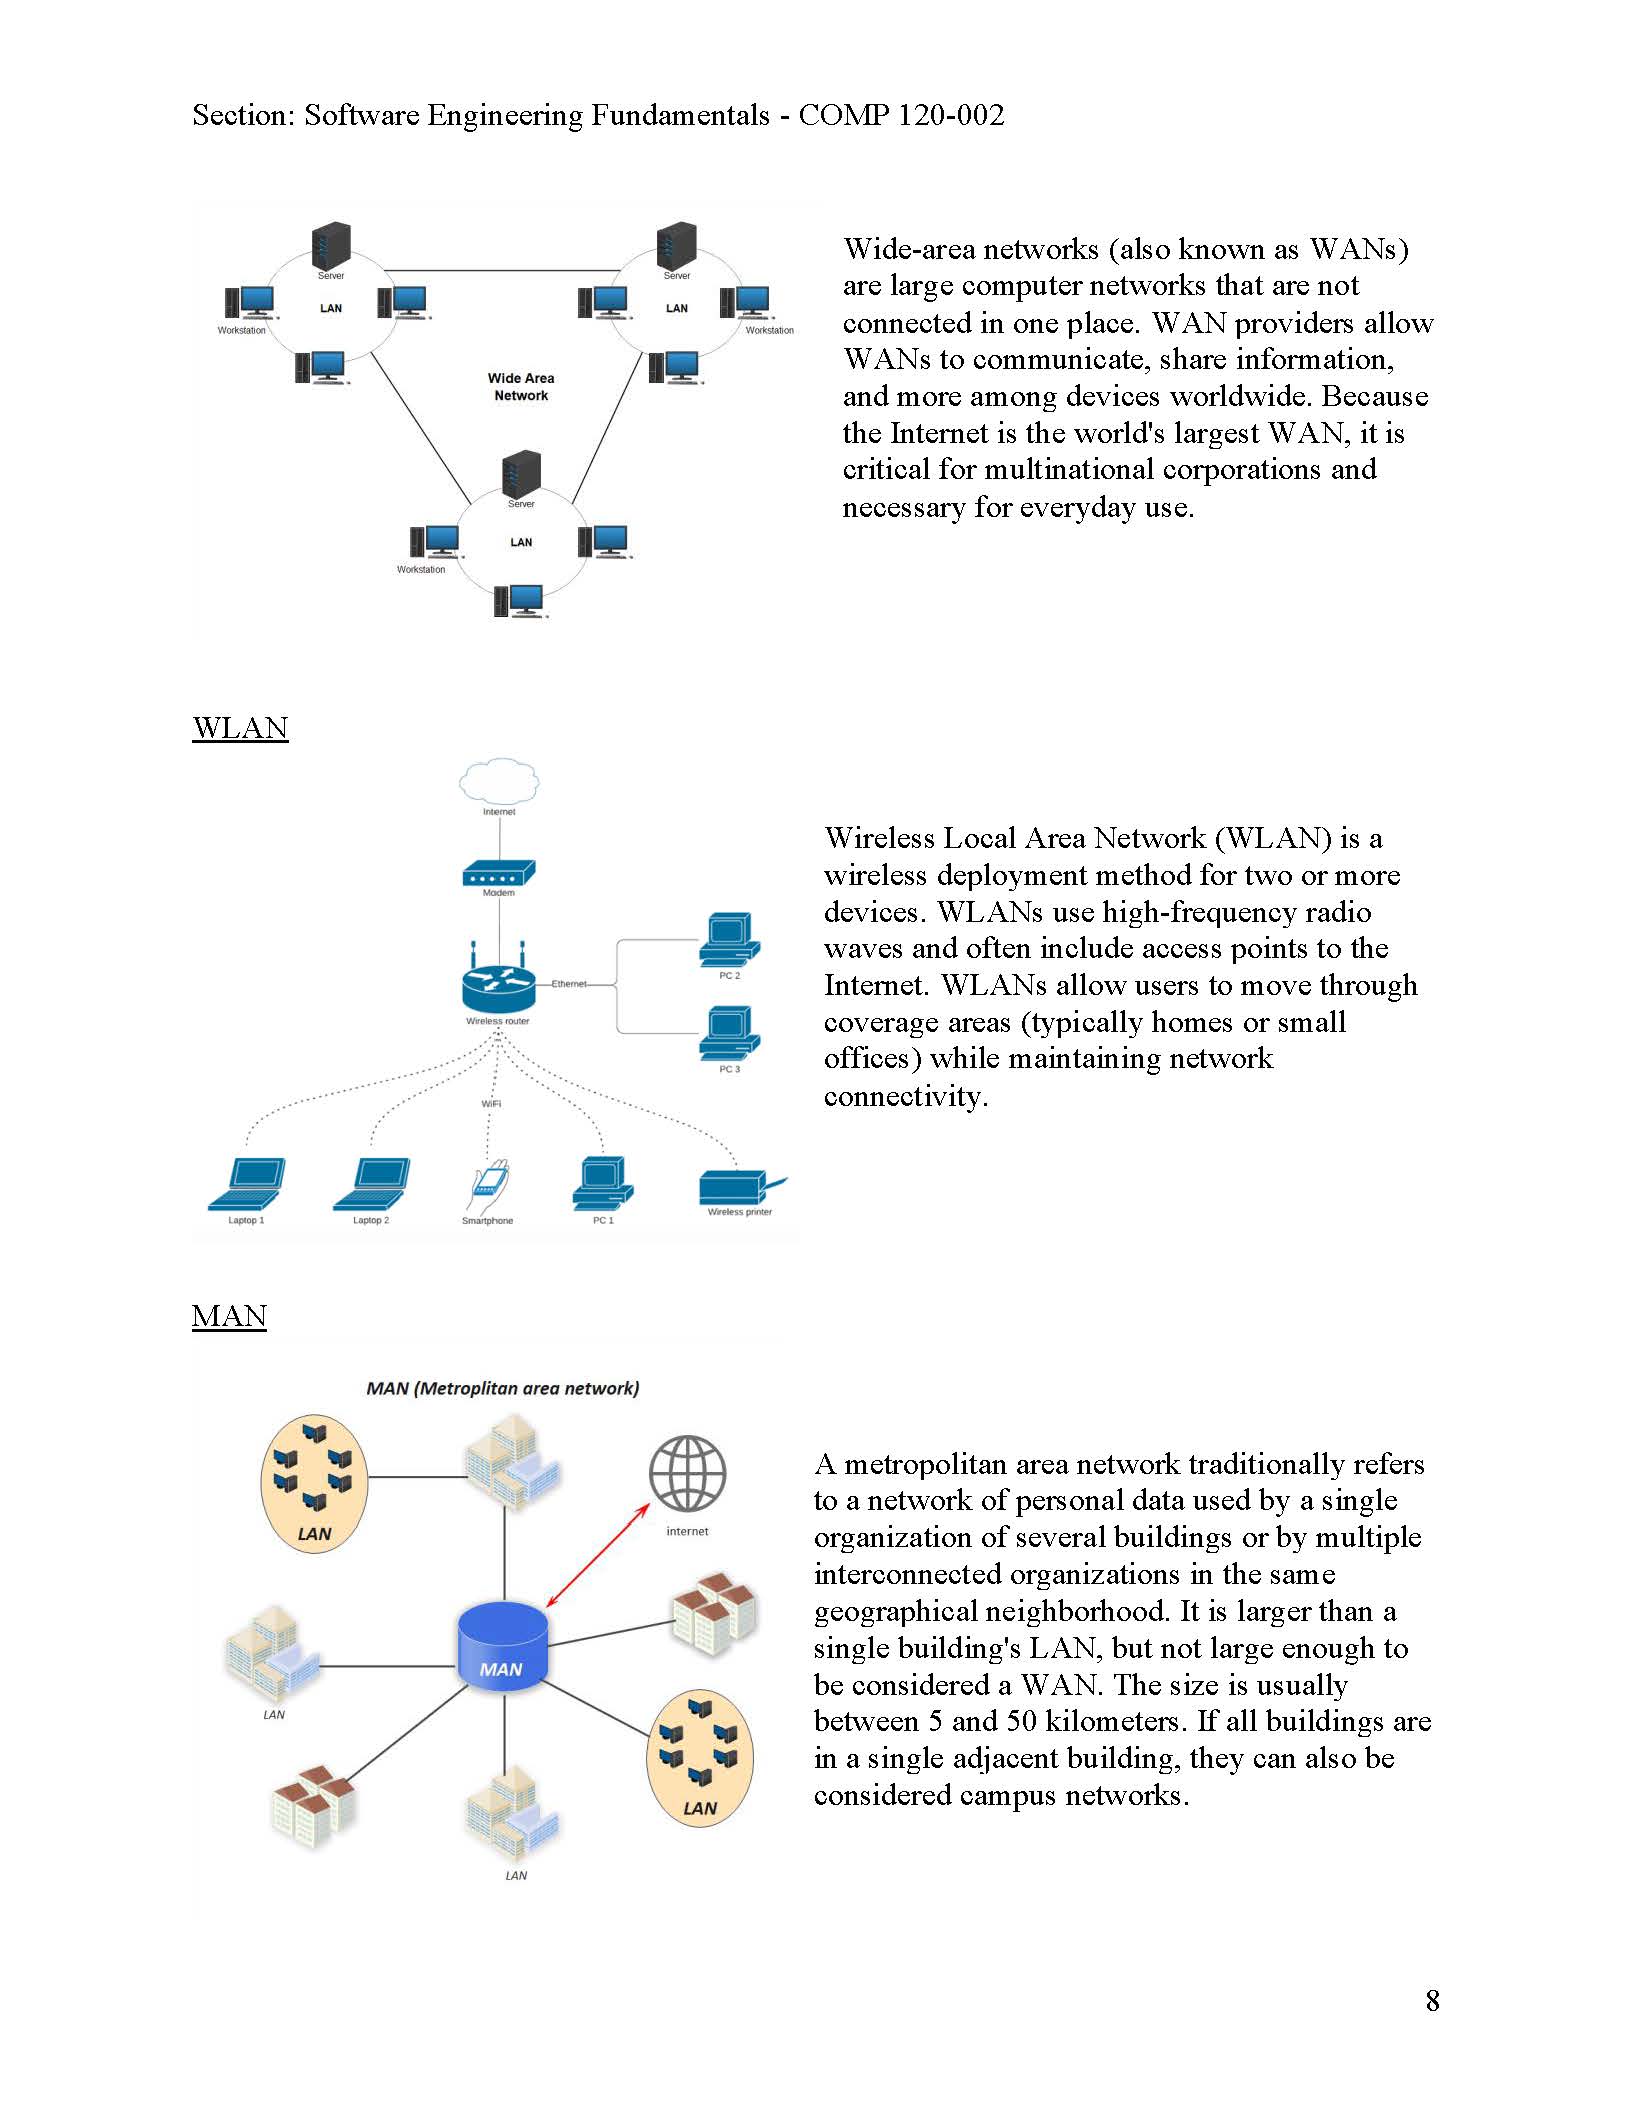 Section: Software Engineering Fundamentals - COMP 120-002
Server
LAN
Workstation
Server
LAN
Workstation
Wide Area
Network
Server
LAN
Workstation
Wide-area networks (also known as WANs)
are large computer networks that are not
connected in one place. WAN providers allow
WANs to communicate, share information,
and more among devices worldwide. Because
the Internet is the world's largest WAN, it is
critical for multinational corporations and
necessary for everyday use.
WLAN
Internet
Modem
Wireless router
Ethernet
PC 2
PC 3
WiFi
Laptop 1
Laptop 2
Smartphone
PC 1
Wireless printer
Wireless Local Area Network (WLAN) is a
wireless deployment method for two or more
devices. WLANs use high-frequency radio
waves and often include access points to the
Internet. WLANs allow users to move through
coverage areas (typically homes or small
offices) while maintaining network
connectivity.
MAN
MAN (Metroplitan area network)
LAN
internet
MAN
LAN
LAN
LAN
A metropolitan area network traditionally refers
to a network of personal data used by a single
organization of several buildings or by multiple
interconnected organizations in the same
geographical neighborhood. It is larger than a
single building's LAN, but not large enough to
be considered a WAN. The size is usually
between 5 and 50 kilometers. If all buildings are
in a single adjacent building, they can also be
considered campus networks.
8